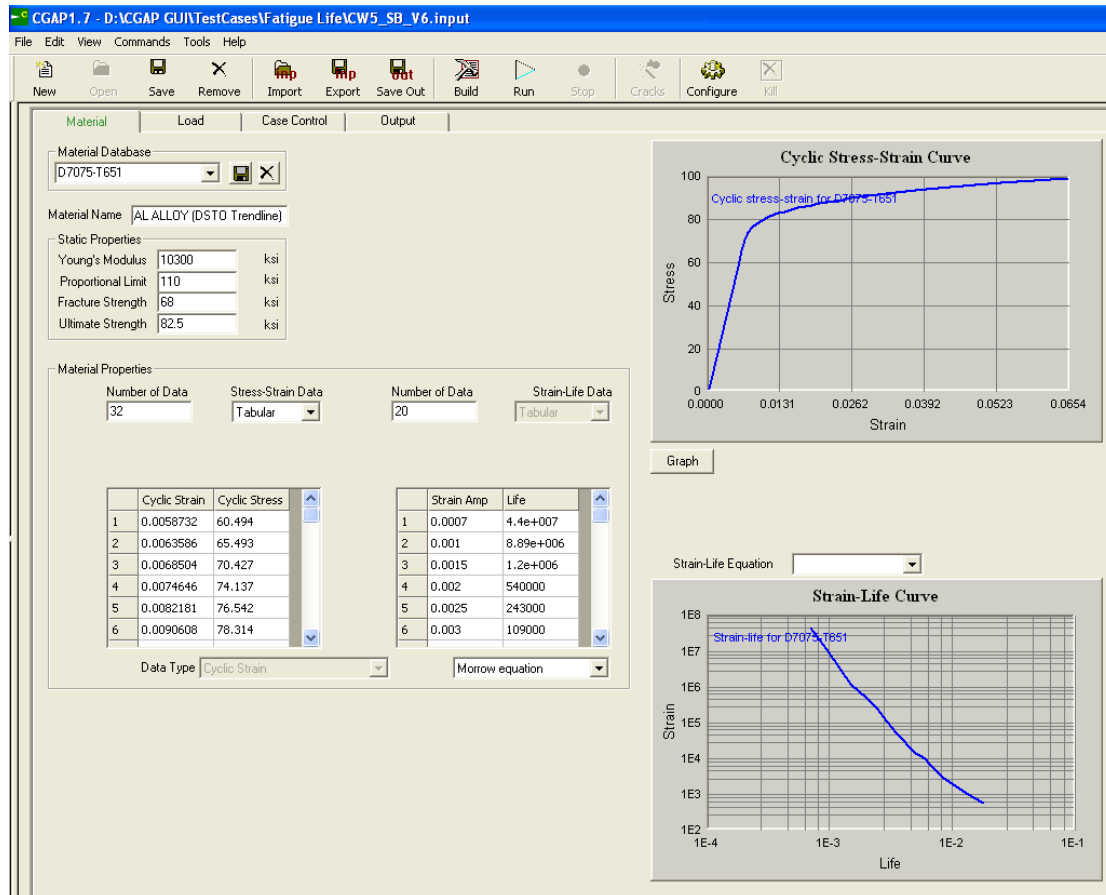 CGAP1.7 - D:\CGAP GUI\TestCases\Fatigue Life\CW5_SB_V6.input
File Edit View Commands Tools Help
inp inp out
New Open Save Remove Import Export Save Out Build Run Stop Cracks Configure Kill
Material Load Case Control Output
Material Database
D7075-T651
Material Name AL ALLOY (DSTO Trendline)
Static Properties
Young's Modulus 10300 ksi
Proportional Limit 110 ksi
Fracture Strength 68 ksi
Ultimate Strength 82.5 ksi
Material Properties
Number of Data Stress-Strain Data Number of Data Strain-Life Data
32 Tabular 20 Tabular
Cyclic Strain Cyclic Stress
1 0.0058732 60.494
2 0.0063586 65.493
3 0.0068504 70.427
4 0.0074646 74.137
5 0.0082181 76.542
6 0.0090608 78.314
Strain Amp Life
1 0.0007 4.4e+007
2 0.001 8.89e+006
3 0.0015 1.2e+006
4 0.002 540000
5 0.0025 243000
6 0.003 109000
Data Type Cyclic Strain Morrow equation
Cyclic Stress-Strain Curve
Cyclic stress-strain for D7075-T651
100
80
60
40
20
0
Stress
0.0000 0.0131 0.0262 0.0392 0.0523 0.0654
Strain
Graph
Strain-Life Equation
Strain-Life Curve
Strain-life for D7075-T651
1E8
1E7
1E6
1E5
1E4
1E3
1E2
Strain
1E-4 1E-3 1E-2 1E-1
Life